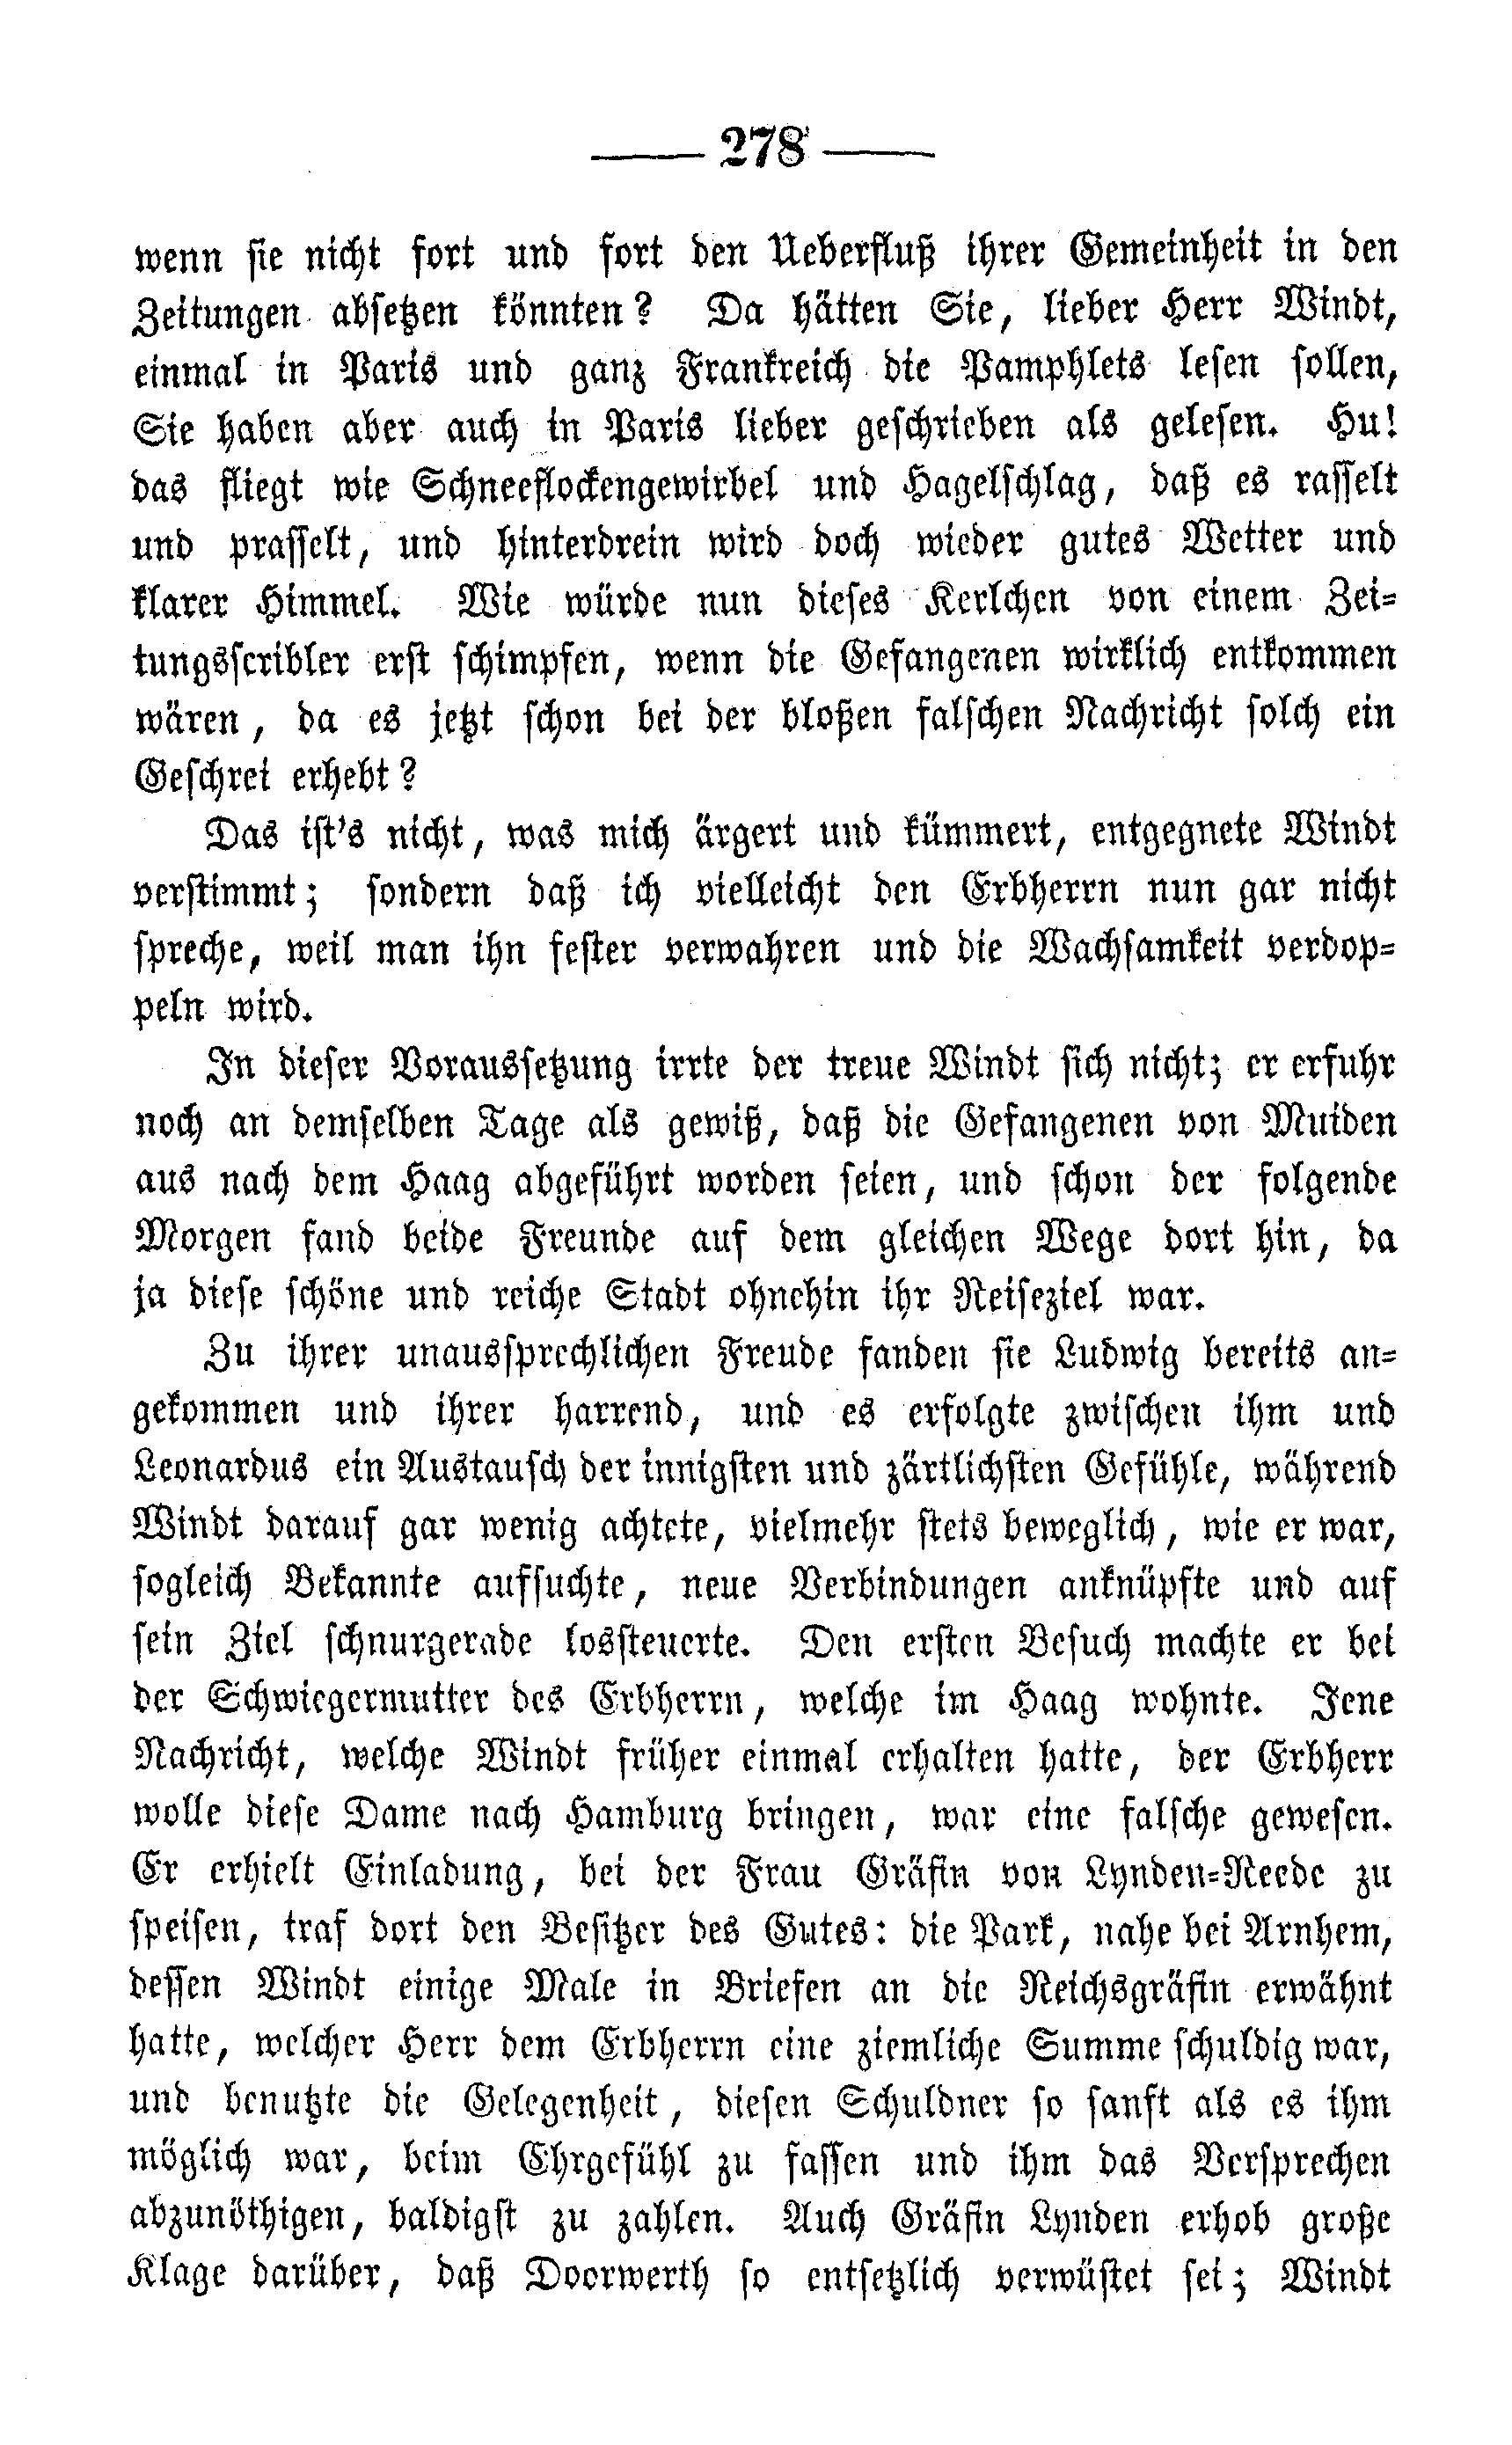 — 278 —
wenn sie nicht fort und fort den Ueberfluß ihrer Gemeinheit in den
Zeitungen absetzen könnten? Da hätten Sie, lieber Herr Windt,
einmal in Paris und ganz Frankreich die Pamphlets lesen sollen,
Sie haben aber auch in Paris lieber geschrieben als gelesen. Hu!
das fliegt wie Schneeflockengewirbel und Hagelschlag, daß es rasselt
und prasselt, und hinterdrein wird doch wieder gutes Wetter und
klarer Himmel. Wie würde nun dieses Kerlchen von einem Zei-
tungsscribler erst schimpfen, wenn die Gefangenen wirklich entkommen
wären, da es jetzt schon bei der bloßen falschen Nachricht solch ein
Geschrei erhebt?
Das ist's nicht, was mich ärgert und kümmert, entgegnete Windt
verstimmt; sondern daß ich vielleicht den Erbherrn nun gar nicht
spreche, weil man ihn fester verwahren und die Wachsamkeit verdop-
peln wird.
In dieser Voraussetzung irrte der treue Windt sich nicht; er erfuhr
noch an demselben Tage als gewiß, daß die Gefangenen von Muiden
aus nach dem Haag abgeführt worden seien, und schon der folgende
Morgen fand beide Freunde auf dem gleichen Wege dort hin, da
ja diese schöne und reiche Stadt ohnehin ihr Reiseziel war.
Zu ihrer unaussprechlichen Freude fanden sie Ludwig bereits an-
gekommen und ihrer harrend, und es erfolgte zwischen ihm und
Leonardus ein Austausch der innigsten und zärtlichsten Gefühle, während
Windt darauf gar wenig achtete, vielmehr stets beweglich, wie er war,
sogleich Bekannte aufsuchte, neue Verbindungen anknüpfte und auf
sein Ziel schnurgerade lossteuerte. Den ersten Besuch machte er bei
der Schwiegermutter des Erbherrn, welche im Haag wohnte. Jene
Nachricht, welche Windt früher einmal erhalten hatte, der Erbherr
wolle diese Dame nach Hamburg bringen, war eine falsche gewesen.
Er erhielt Einladung, bei der Frau Gräfin von Lynden-Reede zu
speisen, traf dort den Besitzer des Gutes: die Park, nahe bei Arnhem,
dessen Windt einige Male in Briefen an die Reichsgräfin erwähnt
hatte, welcher Herr dem Erbherrn eine ziemliche Summe schuldig war,
und benutzte die Gelegenheit, diesen Schuldner so sanft als es ihm
möglich war, beim Ehrgefühl zu fassen und ihm das Versprechen
abzunöthigen, baldigst zu zahlen. Auch Gräfin Lynden erhob große
Klage darüber, daß Doorwerth so entsetzlich verwüstet sei; Windt